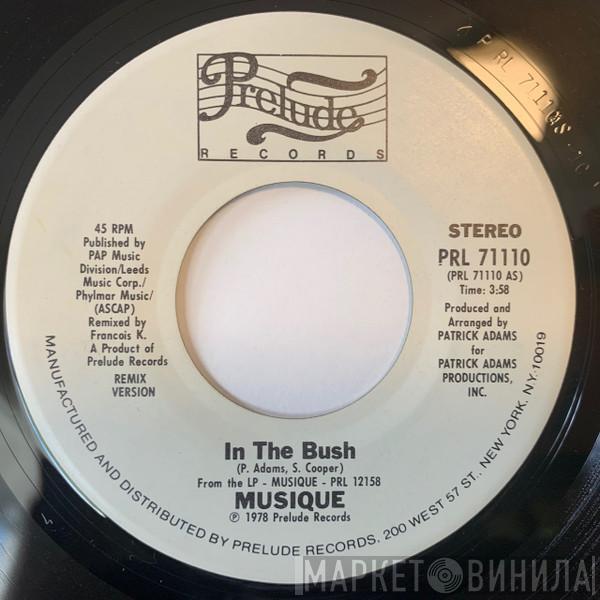 Prelude
RECORDS
45 RPM
Published by
PAP Music
Division/Leeds
Music Corp./
Phylmar Music/
(ASCAP)
Remixed by
Francois K.
A Product of
Prelude Records
REMIX
VERSION
STEREO
PRL 71110
(PRL 71110 AS)
Time: 3:58
Produced and
Arranged by
PATRICK ADAMS
for
PATRICK ADAMS
PRODUCTIONS,
INC.
In The Bush
(P. Adams, S. Cooper)
From the LP - MUSIQUE - PRL 12158
MUSIQUE
℗ 1978 Prelude Records
MANUFACTURED AND DISTRIBUTED BY PRELUDE RECORDS, 200 WEST 57 ST., NEW YORK, N.Y. 10019
МАРКЕТ ВИНИЛА